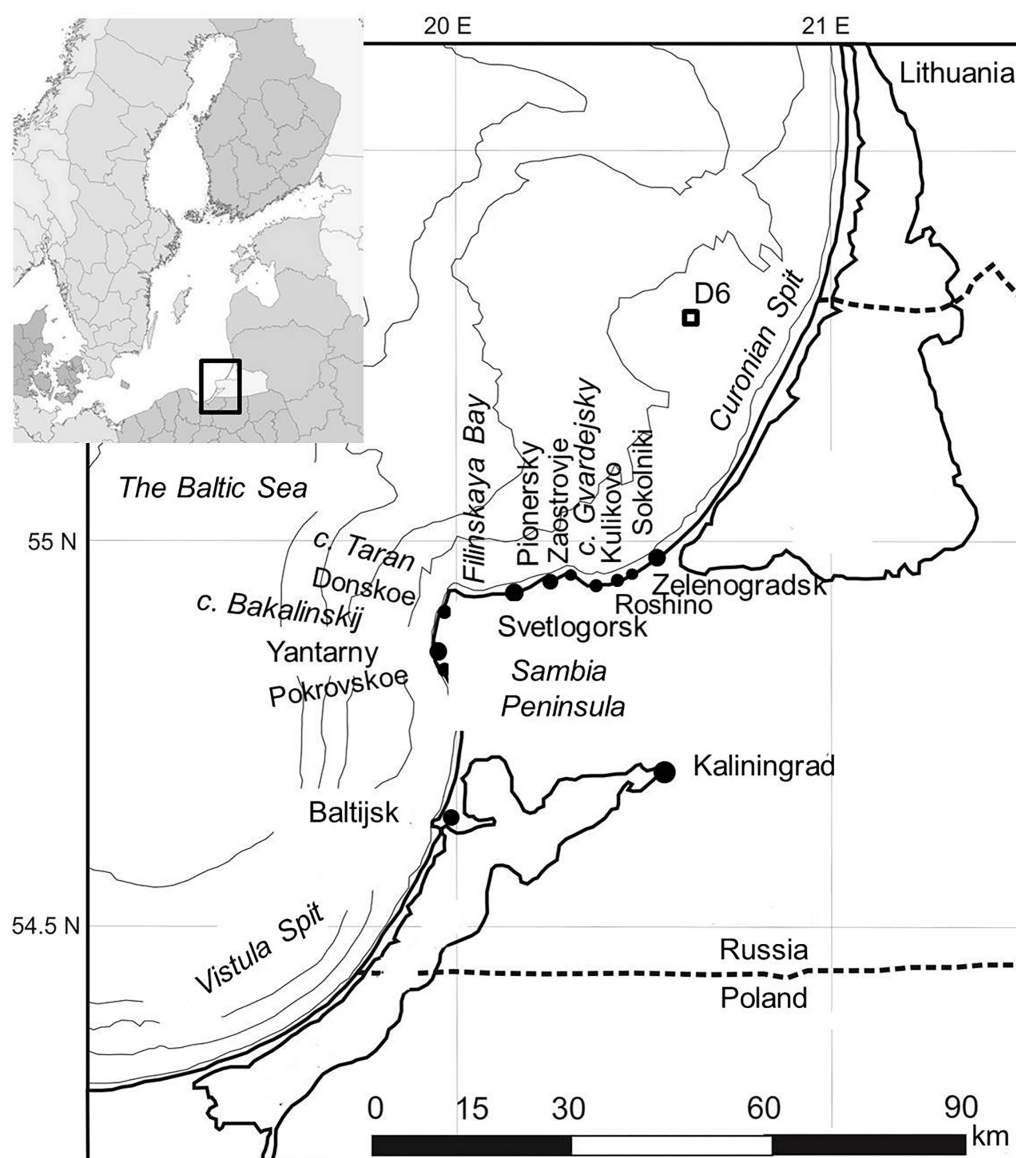 20 E
21 E
Lithuania
D6
Curonian Spit
The Baltic Sea
Filinskaya Bay
Pionersky
Zaostrovje
c. Gvardejsky
Kulikovo
Sokolniki
55 N
c. Taran
Donskoe
c. Bakalinskij
Zelenogradsk
Roshino
Svetlogorsk
Yantarny
Pokrovskoe
Sambia
Peninsula
Kaliningrad
Baltijsk
54.5 N
Vistula Spit
Russia
Poland
0 15 30 60 90
km